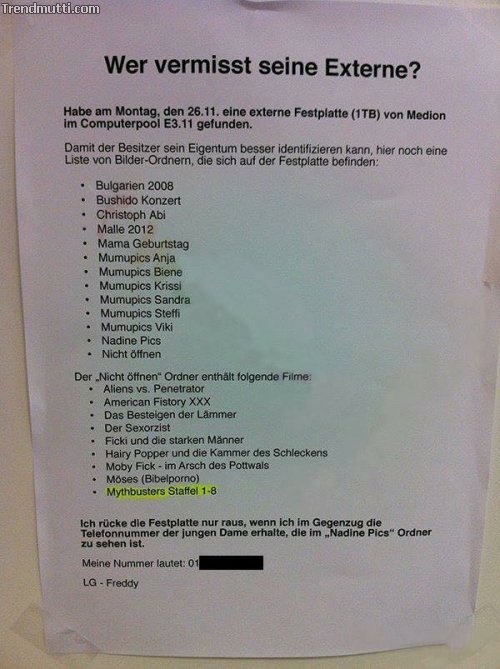 Trendmutti.com
Wer vermisst seine Externe?
Habe am Montag, den 26.11. eine externe Festplatte (1TB) von Medion
im Computerpool E3.11 gefunden.
Damit der Besitzer sein Eigentum besser identifizieren kann, hier noch eine
Liste von Bilder-Ordnern, die sich auf der Festplatte befinden:
• Bulgarien 2008
• Bushido Konzert
• Christoph Abi
• Malle 2012
• Mama Geburtstag
• Mumupics Anja
• Mumupics Biene
• Mumupics Krissi
• Mumupics Sandra
• Mumupics Steffi
• Mumupics Viki
• Nadine Pics
• Nicht öffnen
Der „Nicht öffnen" Ordner enthält folgende Filme:
• Aliens vs. Penetrator
• American Fistory XXX
• Das Besteigen der Lämmer
• Der Sexorzist
• Ficki und die starken Männer
• Hairy Popper und die Kammer des Schleckens
• Moby Fick - im Arsch des Pottwals
• Möses (Bibelporno)
• Mythbusters Staffel 1-8
Ich rücke die Festplatte nur raus, wenn ich im Gegenzug die
Telefonnummer der jungen Dame erhalte, die im „Nadine Pics" Ordner
zu sehen ist.
Meine Nummer lautet: 01
LG - Freddy